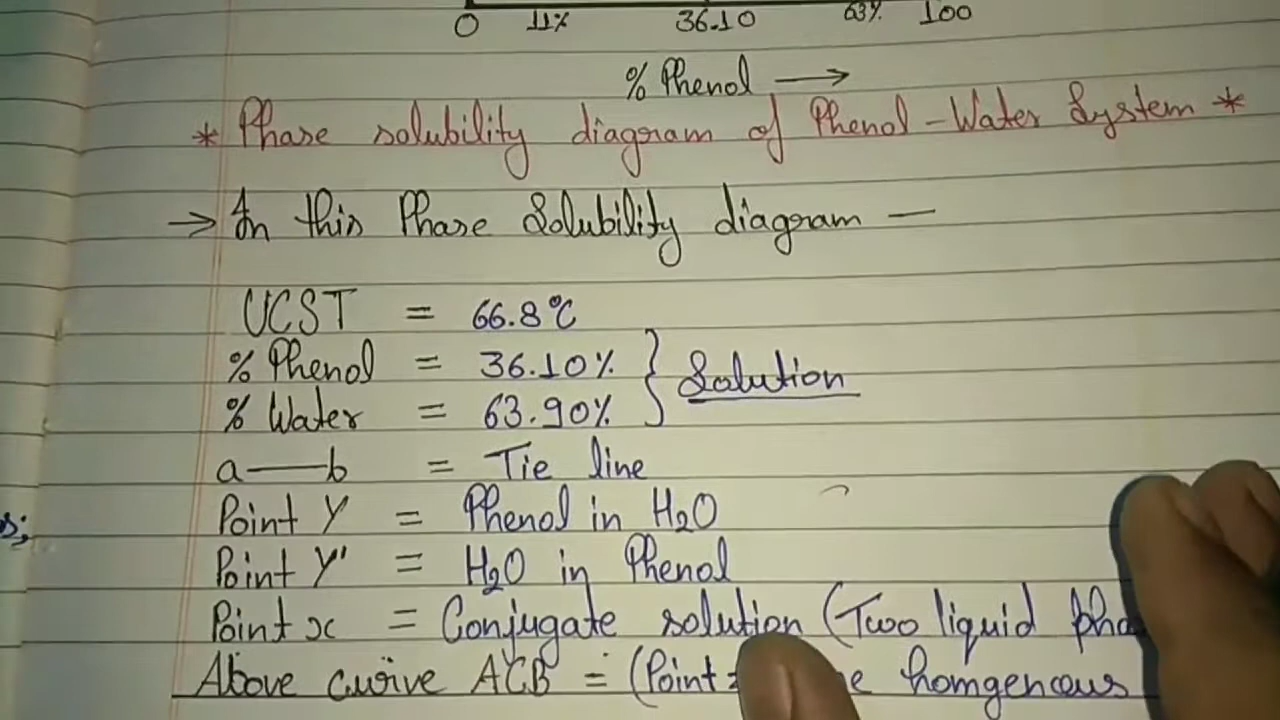 0 11% 36.10 63% 100
% Phenol →
* Phase solubility diagram of Phenol-Water System *
→ In this Phase Solubility diagram —
UCST = 66.8°C
% Phenol = 36.10% } Solution
% Water = 63.90%
a——b = Tie line
Point Y = Phenol in H₂O
Point Y' = H₂O in Phenol
Point x = Conjugate solution (Two liquid pha
Above curve ACB = (Point homgenous